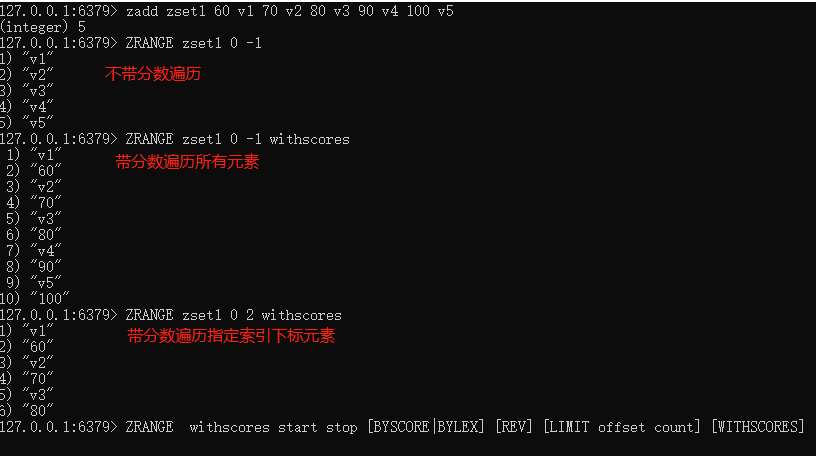 127.0.0.1:6379> zadd zset1 60 v1 70 v2 80 v3 90 v4 100 v5
(integer) 5
127.0.0.1:6379> ZRANGE zset1 0 -1
1) "v1"
2) "v2" 不带分数遍历
3) "v3"
4) "v4"
5) "v5"
127.0.0.1:6379> ZRANGE zset1 0 -1 withscores
1) "v1" 带分数遍历所有元素
2) "60"
3) "v2"
4) "70"
5) "v3"
6) "80"
7) "v4"
8) "90"
9) "v5"
10) "100"
127.0.0.1:6379> ZRANGE zset1 0 2 withscores
1) "v1" 带分数遍历指定索引下标元素
2) "60"
3) "v2"
4) "70"
5) "v3"
6) "80"
127.0.0.1:6379> ZRANGE  withscores start stop [BYSCORE|BYLEX] [REV] [LIMIT offset count] [WITHSCORES]